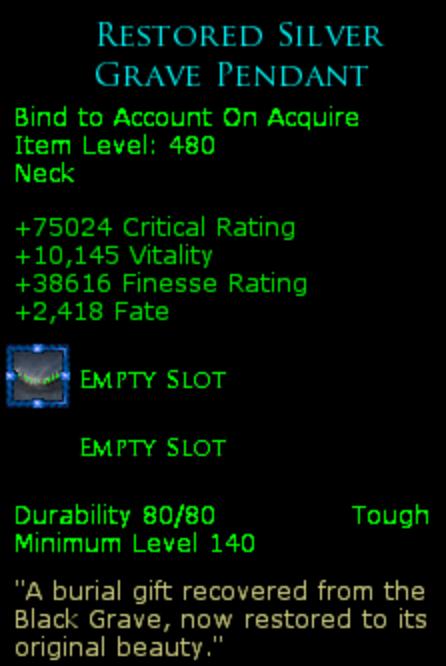 Restored Silver
Grave Pendant
Bind to Account On Acquire
Item Level: 480
Neck
+75024 Critical Rating
+10,145 Vitality
+38616 Finesse Rating
+2,418 Fate
Empty Slot
Empty Slot
Durability 80/80 Tough
Minimum Level 140
"A burial gift recovered from the
Black Grave, now restored to its
original beauty."